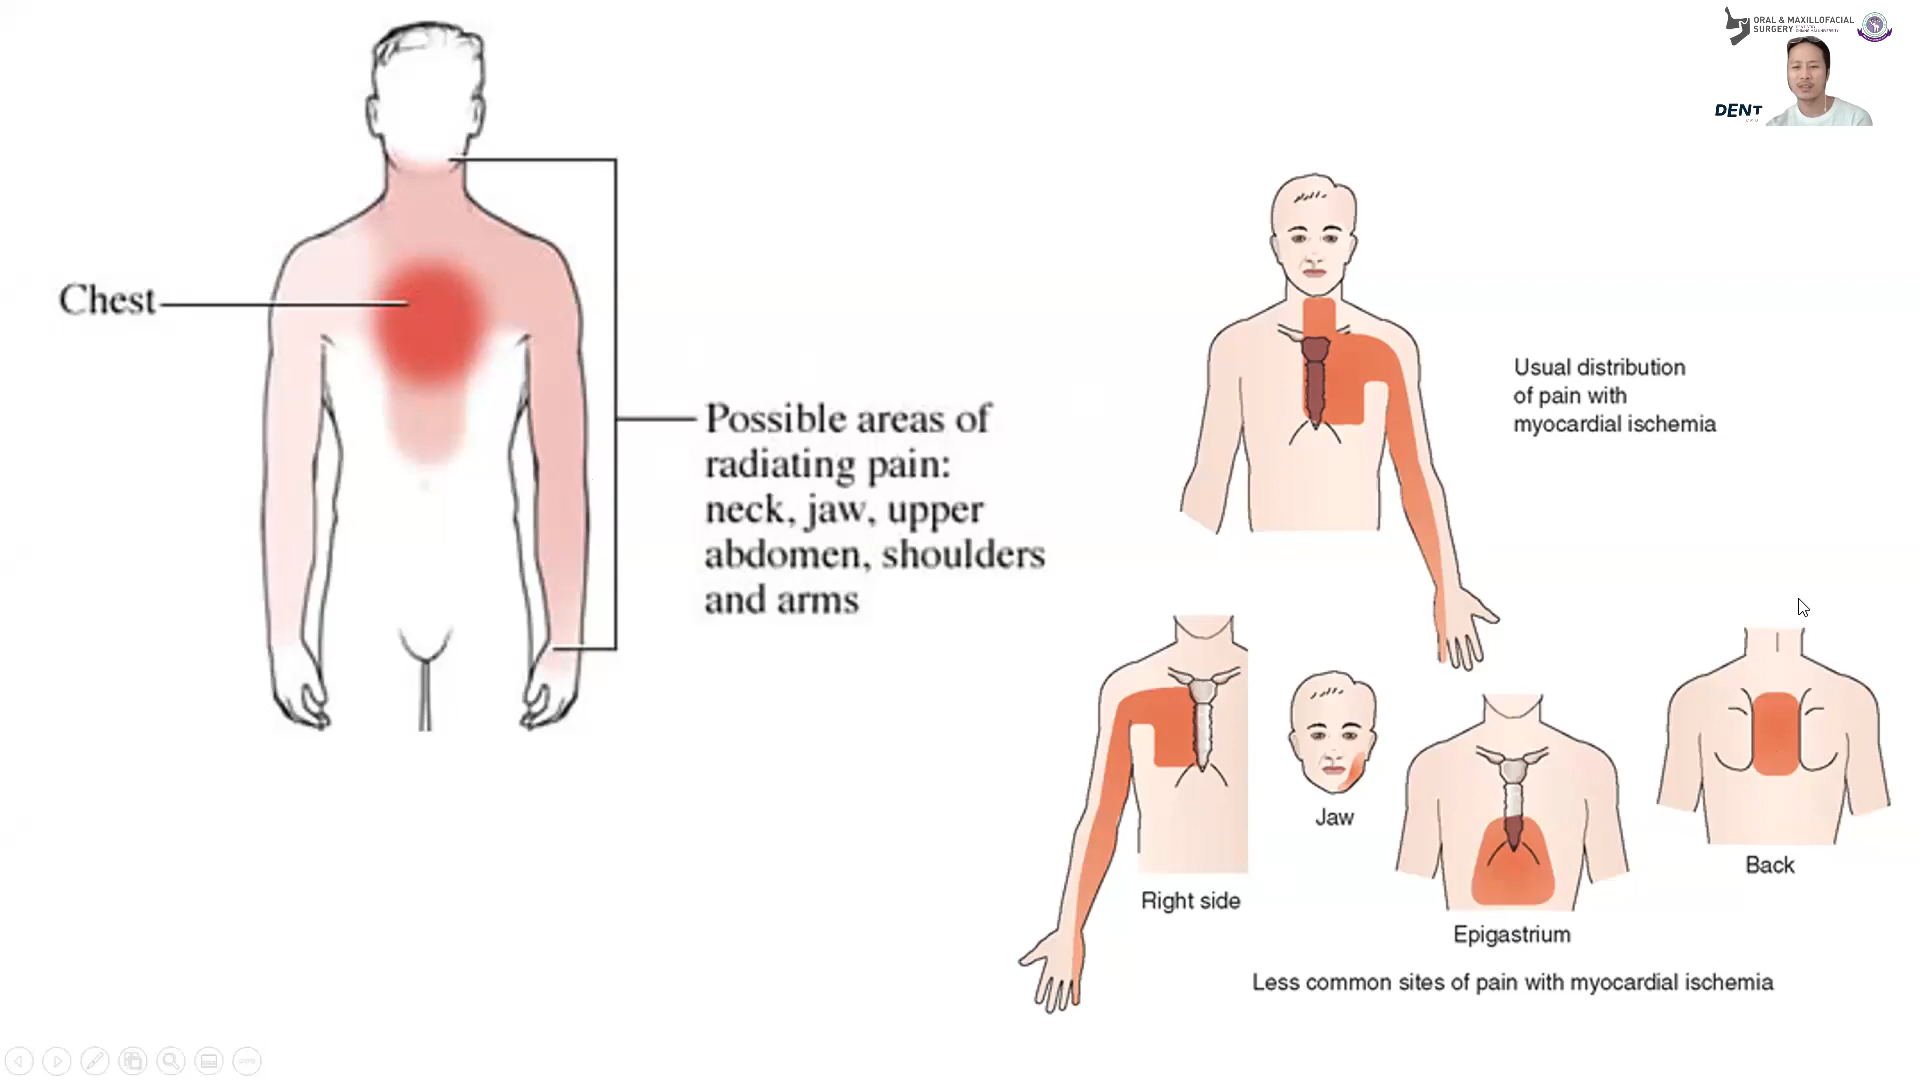 ORAL & MAXILLOFACIAL
SURGERY
DENT
Chest
Possible areas of
radiating pain:
neck, jaw, upper
abdomen, shoulders
and arms
Usual distribution
of pain with
myocardial ischemia
Right side
Jaw
Epigastrium
Back
Less common sites of pain with myocardial ischemia